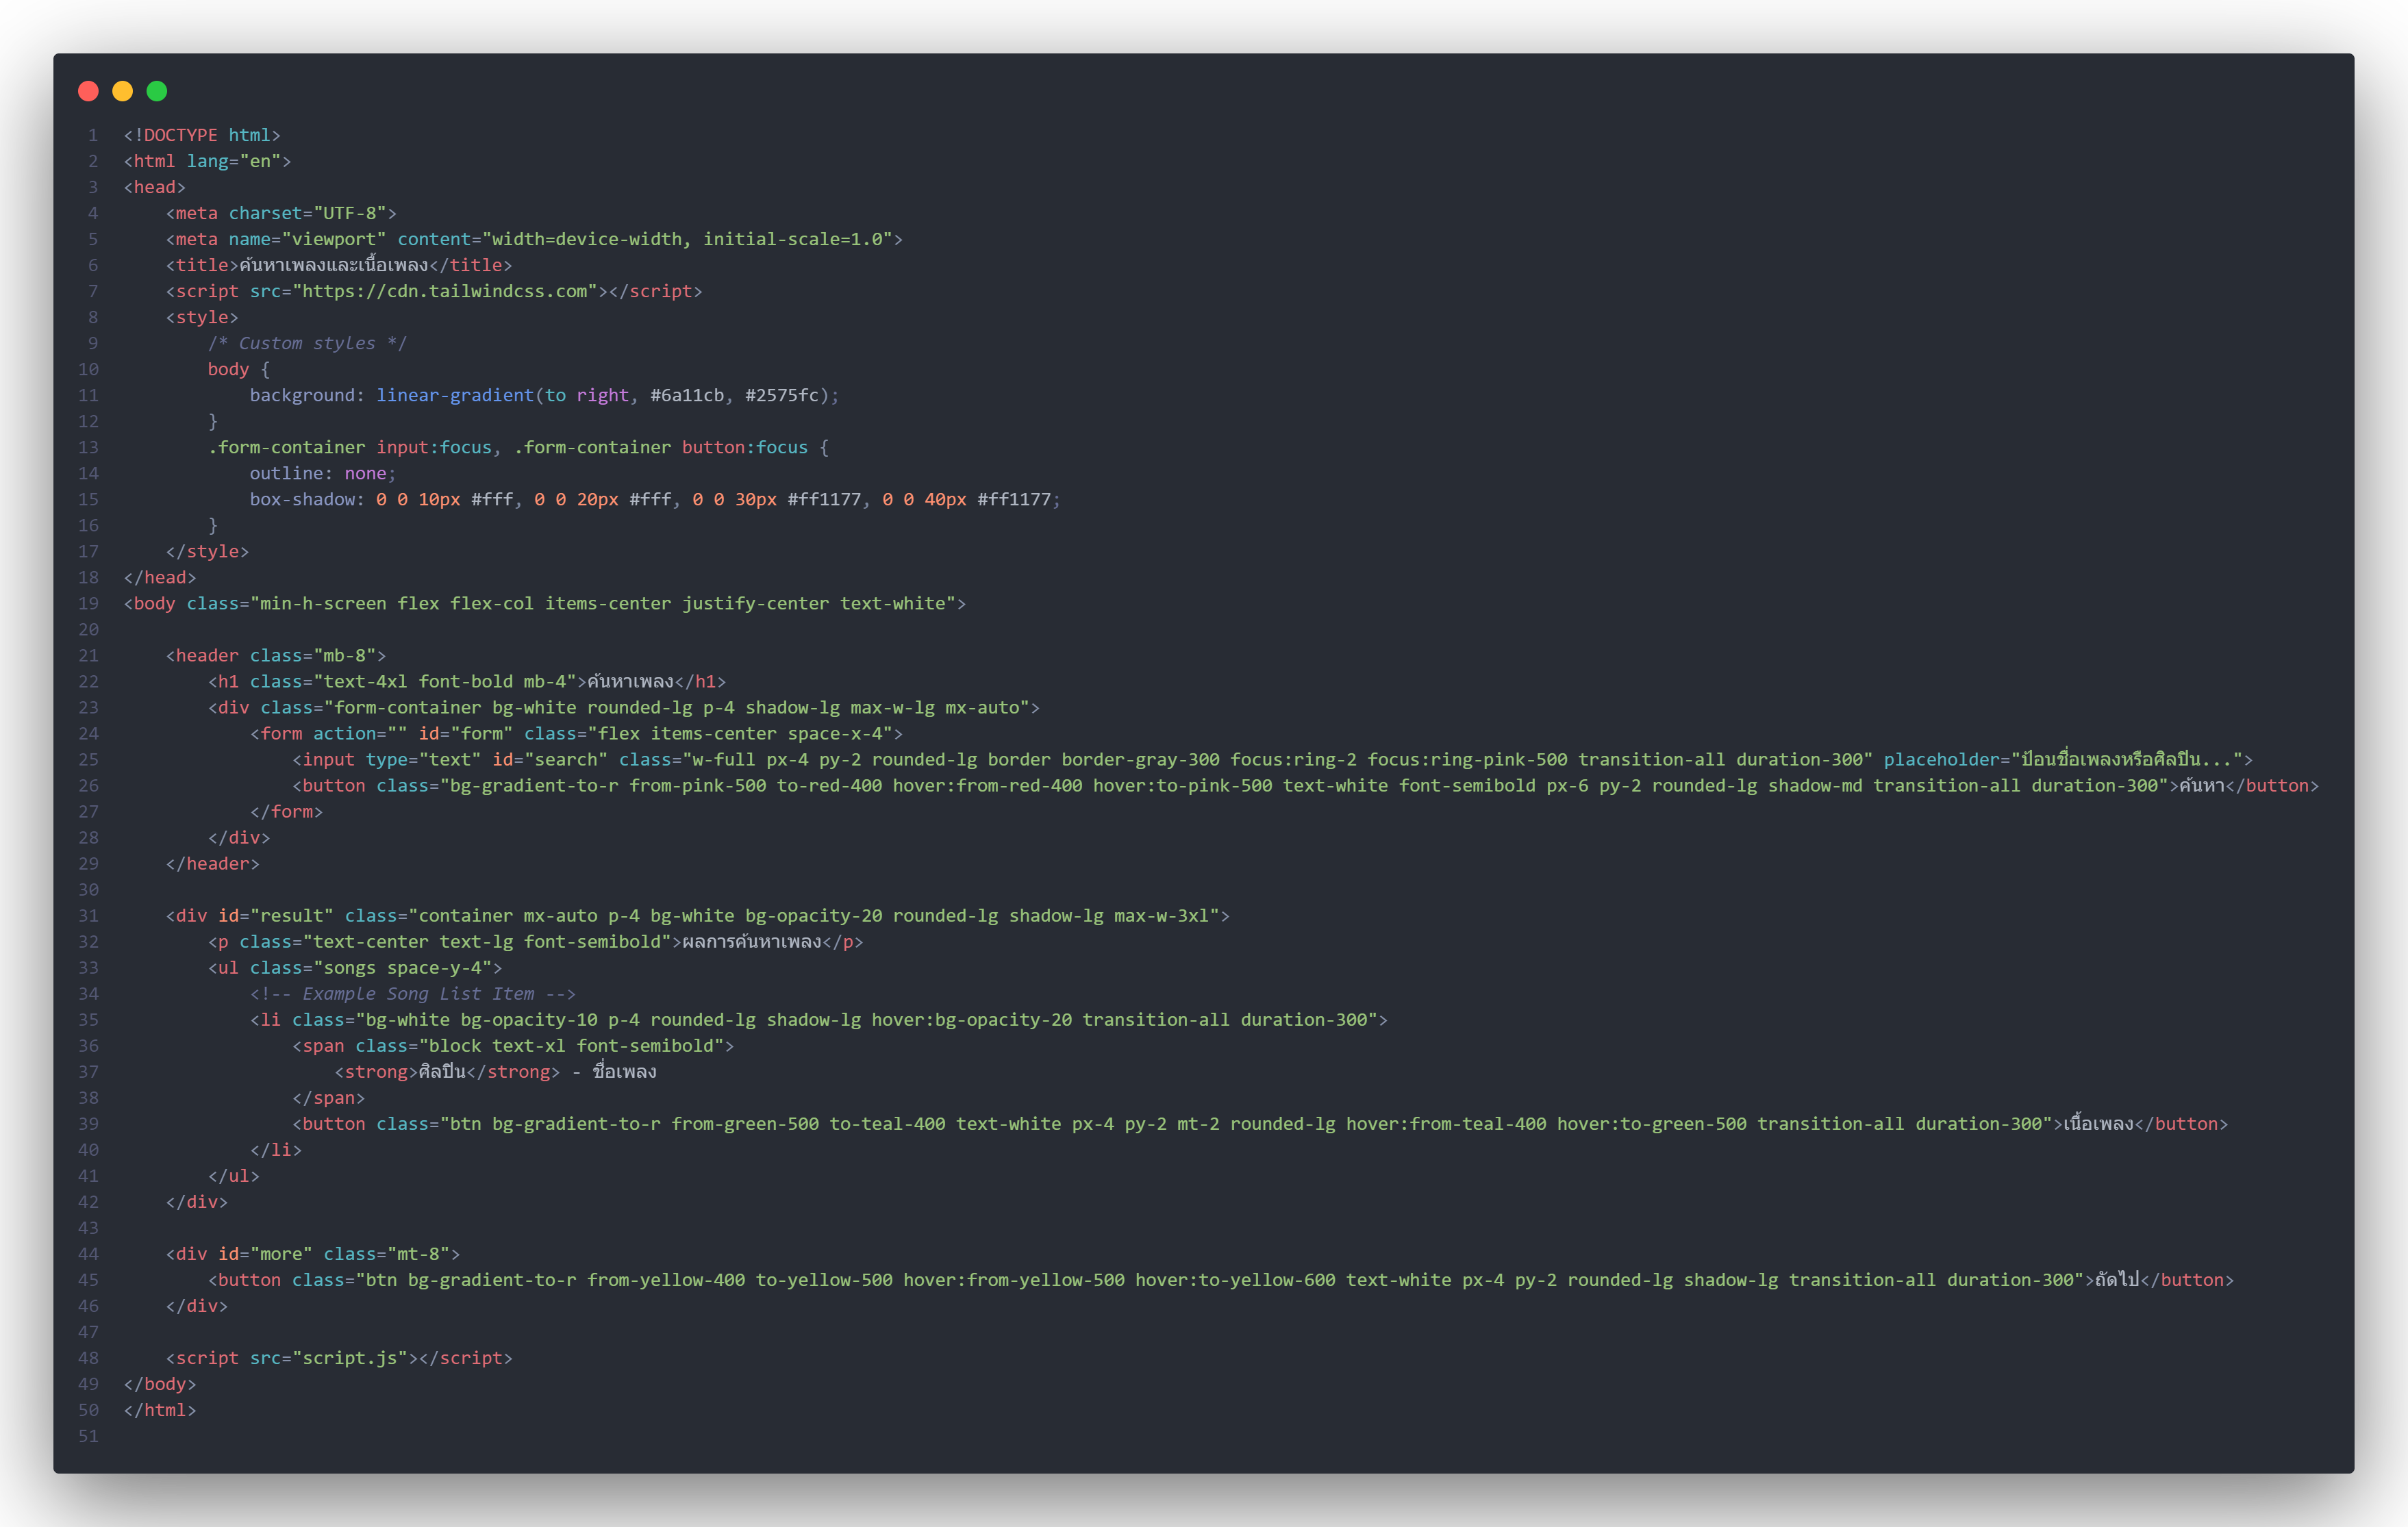 1 <!DOCTYPE html>
2 <html lang="en">
3 <head>
4     <meta charset="UTF-8">
5     <meta name="viewport" content="width=device-width, initial-scale=1.0">
6     <title>ค้นหาเพลงและเนื้อเพลง</title>
7     <script src="https://cdn.tailwindcss.com"></script>
8     <style>
9         /* Custom styles */
10         body {
11             background: linear-gradient(to right, #6a11cb, #2575fc);
12         }
13         .form-container input:focus, .form-container button:focus {
14             outline: none;
15             box-shadow: 0 0 10px #fff, 0 0 20px #fff, 0 0 30px #ff1177, 0 0 40px #ff1177;
16         }
17     </style>
18 </head>
19 <body class="min-h-screen flex flex-col items-center justify-center text-white">
20
21     <header class="mb-8">
22         <h1 class="text-4xl font-bold mb-4">ค้นหาเพลง</h1>
23         <div class="form-container bg-white rounded-lg p-4 shadow-lg max-w-lg mx-auto">
24             <form action="" id="form" class="flex items-center space-x-4">
25                 <input type="text" id="search" class="w-full px-4 py-2 rounded-lg border border-gray-300 focus:ring-2 focus:ring-pink-500 transition-all duration-300" placeholder="ป้อนชื่อเพลงหรือศิลปิน...">
26                 <button class="bg-gradient-to-r from-pink-500 to-red-400 hover:from-red-400 hover:to-pink-500 text-white font-semibold px-6 py-2 rounded-lg shadow-md transition-all duration-300">ค้นหา</button>
27             </form>
28         </div>
29     </header>
30
31     <div id="result" class="container mx-auto p-4 bg-white bg-opacity-20 rounded-lg shadow-lg max-w-3xl">
32         <p class="text-center text-lg font-semibold">ผลการค้นหาเพลง</p>
33         <ul class="songs space-y-4">
34             <!-- Example Song List Item -->
35             <li class="bg-white bg-opacity-10 p-4 rounded-lg shadow-lg hover:bg-opacity-20 transition-all duration-300">
36                 <span class="block text-xl font-semibold">
37                     <strong>ศิลปิน</strong> - ชื่อเพลง
38                 </span>
39                 <button class="btn bg-gradient-to-r from-green-500 to-teal-400 text-white px-4 py-2 mt-2 rounded-lg hover:from-teal-400 hover:to-green-500 transition-all duration-300">เนื้อเพลง</button>
40             </li>
41         </ul>
42     </div>
43
44     <div id="more" class="mt-8">
45         <button class="btn bg-gradient-to-r from-yellow-400 to-yellow-500 hover:from-yellow-500 hover:to-yellow-600 text-white px-4 py-2 rounded-lg shadow-lg transition-all duration-300">ถัดไป</button>
46     </div>
47
48     <script src="script.js"></script>
49 </body>
50 </html>
51